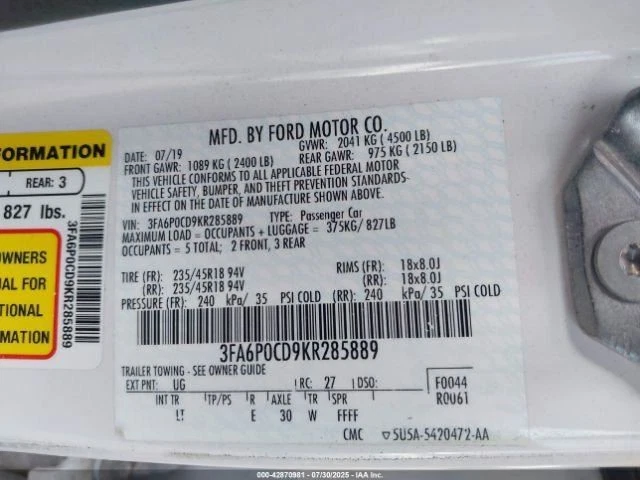 MFD. BY FORD MOTOR CO.
DATE: 07/19 GVWR: 2041 KG ( 4500 LB)
FRONT GAWR: 1089 KG ( 2400 LB) REAR GAWR: 975 KG ( 2150 LB)
THIS VEHICLE CONFORMS TO ALL APPLICABLE FEDERAL MOTOR
VEHICLE SAFETY, BUMPER, AND THEFT PREVENTION STANDARDS
IN EFFECT ON THE DATE OF MANUFACTURE SHOWN ABOVE.
VIN: 3FA6P0CD9KR285889 TYPE: Passenger Car
MAXIMUM LOAD = OCCUPANTS + LUGGAGE = 375KG/ 827LB
OCCUPANTS = 5 TOTAL; 2 FRONT, 3 REAR
TIRE (FR): 235/45R18 94V RIMS (FR): 18x8.0J
(RR): 235/45R18 94V (RR): 18x8.0J
PRESSURE (FR): 240 kPa/ 35 PSI COLD (RR) 240 kPa/ 35 PSI COLD
3FA6P0CD9KR285889
TRAILER TOWING - SEE OWNER GUIDE
EXT PNT: UG RC: 27 DSO: F0044
INT TR TP/PS R AXLE TR SPR R0U61
LT E 30 W FFFF
CMC 5U5A-5420472-AA
FORMATION
REAR: 3
827 lbs.
OWNERS
UAL FOR
TIONAL
MATION
3FA6P0CD9KR285889
000-42870981 - 07/30/2025 - IAA Inc.